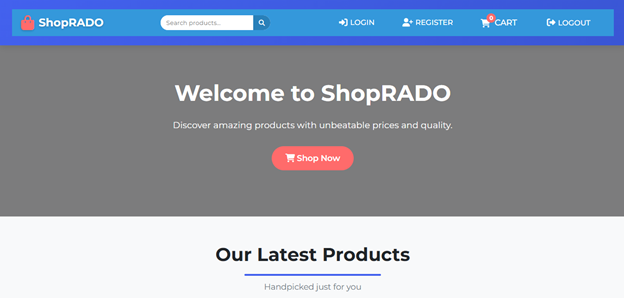 ShopRADO
Search products...
LOGIN
REGISTER
0
CART
LOGOUT
Welcome to ShopRADO
Discover amazing products with unbeatable prices and quality.
Shop Now
Our Latest Products
Handpicked just for you